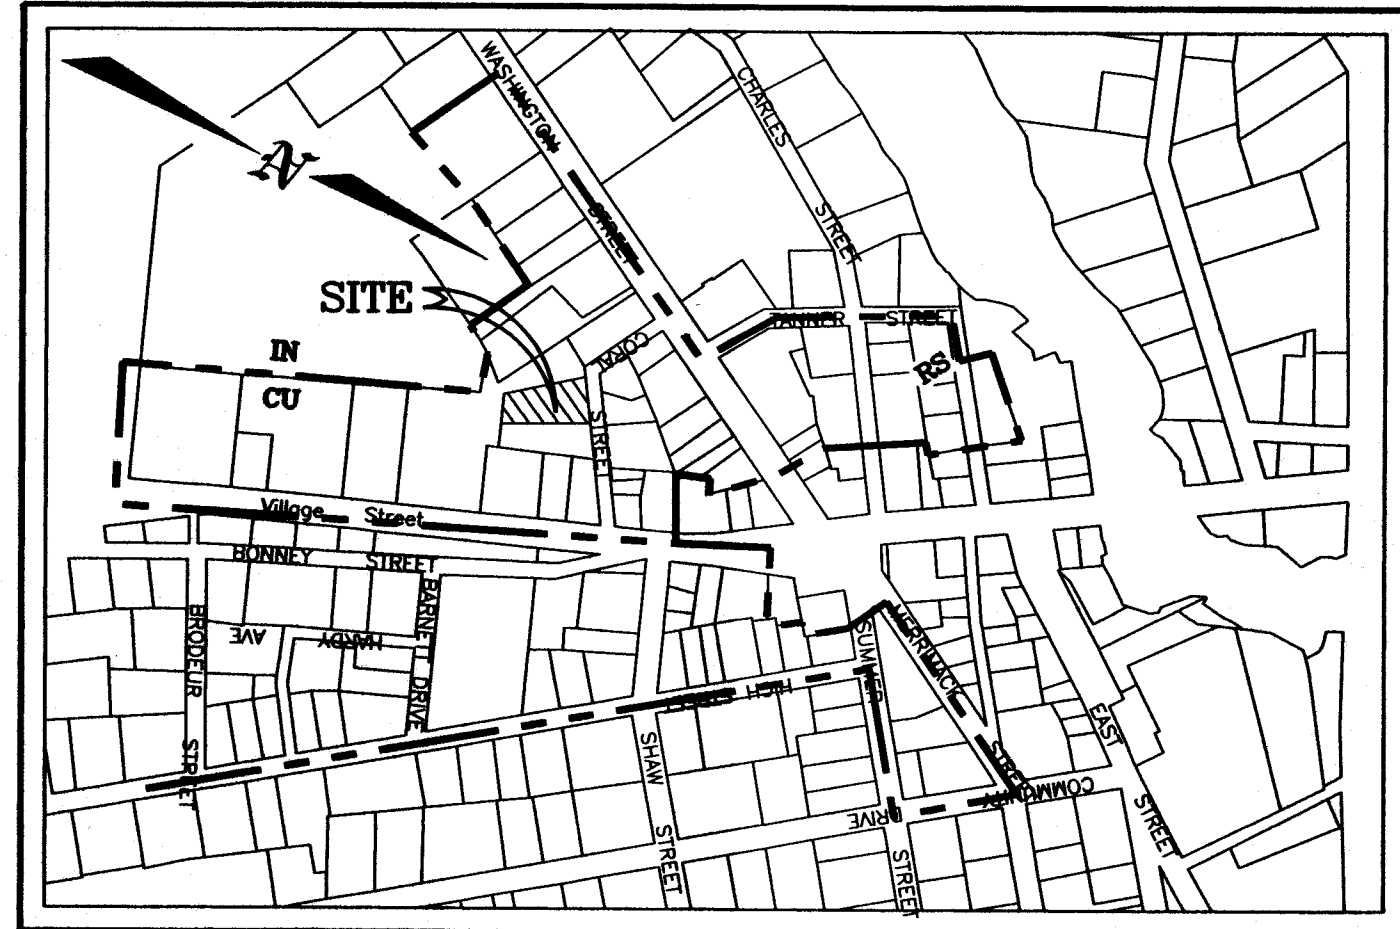 WASHINGTON
STREET
CHARLES
STREET
N
SITE
IN
CU
CORAL
STREET
TANNER STREET
RS
Village Street
BONNEY STREET
BARNETT DRIVE
BRODEUR
STREET
HARDY AVE
HIGH STREET
SUMMER
STREET
MERRIMACK
STREET
SHAW
STREET
EAST
STREET
COMMUNITY
DRIVE